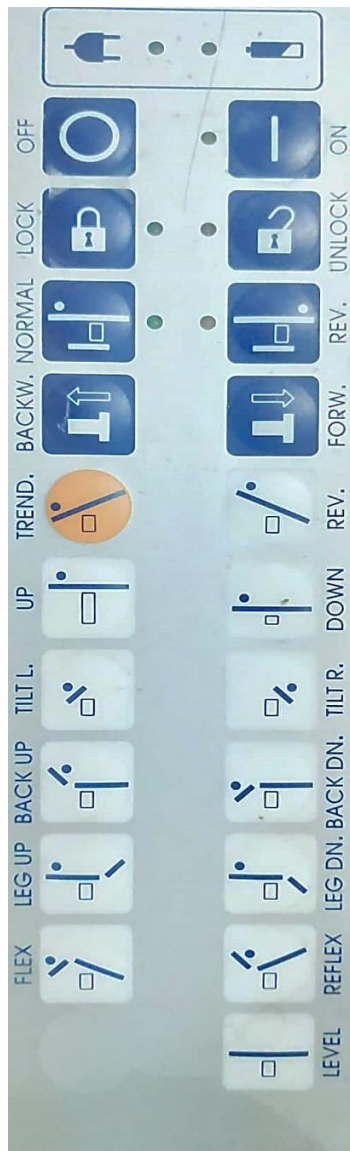 FLEX LEG UP BACK UP TILT L. UP TREND. BACKW. NORMAL LOCK OFF
LEVEL REFLEX LEG DN. BACK DN. TILT R. DOWN REV. FORW. REV. UNLOCK ON